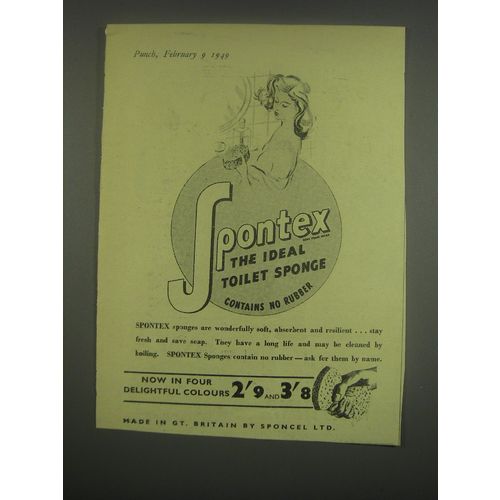 Punch, February 9 1949
Spontex
THE IDEAL
TOILET SPONGE
CONTAINS NO RUBBER
SPONTEX sponges are wonderfully soft, absorbent and resilient . . . stay
fresh and save soap. They have a long life and may be cleaned by
boiling. SPONTEX Sponges contain no rubber — ask for them by name.
NOW IN FOUR
DELIGHTFUL COLOURS 2'9 AND 3'8
MADE IN GT. BRITAIN BY SPONCEL LTD.